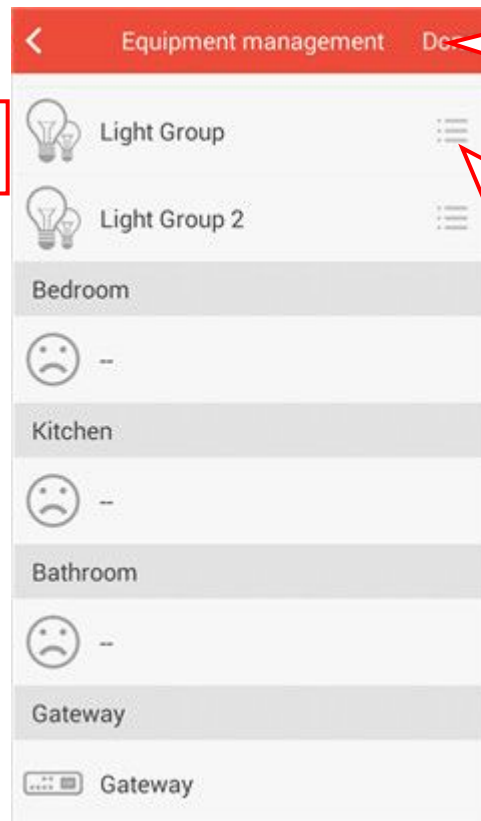 Equipment management
Light Group
Light Group 2
Bedroom
--
Kitchen
--
Bathroom
--
Gateway
Gateway